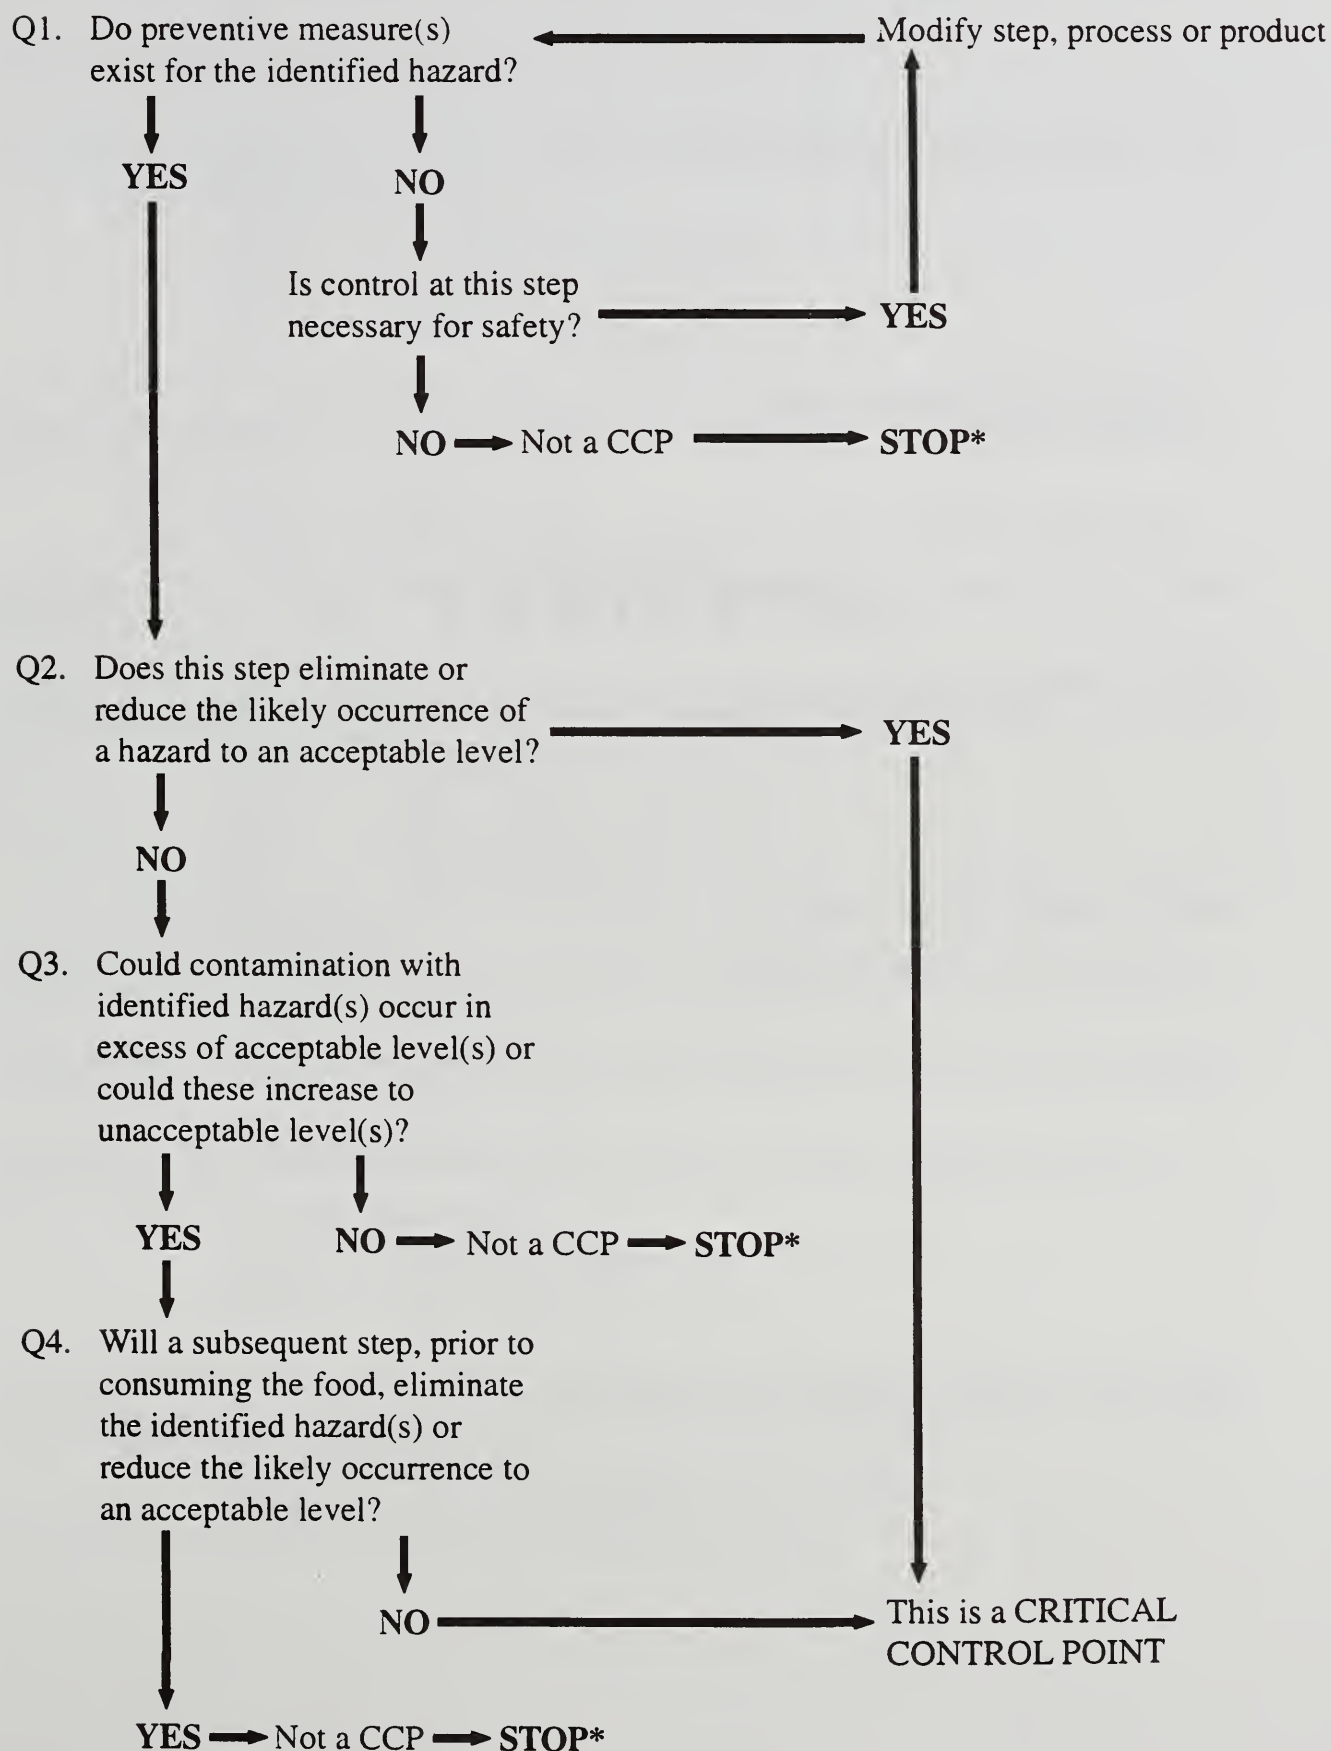 Q1. Do preventive measure(s)
exist for the identified hazard?
Modify step, process or product
YES
NO
Is control at this step
necessary for safety?
YES
NO
Not a CCP
STOP*
Q2. Does this step eliminate or
reduce the likely occurrence of
a hazard to an acceptable level?
YES
NO
Q3. Could contamination with
identified hazard(s) occur in
excess of acceptable level(s) or
could these increase to
unacceptable level(s)?
YES
NO
Not a CCP
STOP*
Q4. Will a subsequent step, prior to
consuming the food, eliminate
the identified hazard(s) or
reduce the likely occurrence to
an acceptable level?
NO
This is a CRITICAL
CONTROL POINT
YES
Not a CCP
STOP*